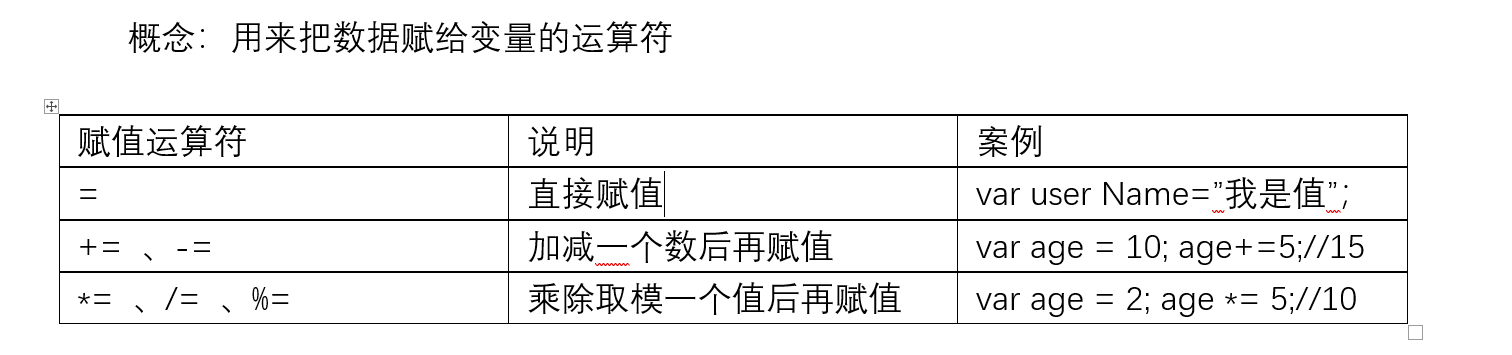 概念：用来把数据赋给变量的运算符
赋值运算符 说明 案例
= 直接赋值 var user Name=”我是值”;
+= 、-= 加减一个数后再赋值 var age = 10; age+=5;//15
*= 、/= 、%= 乘除取模一个值后再赋值 var age = 2; age *= 5;//10